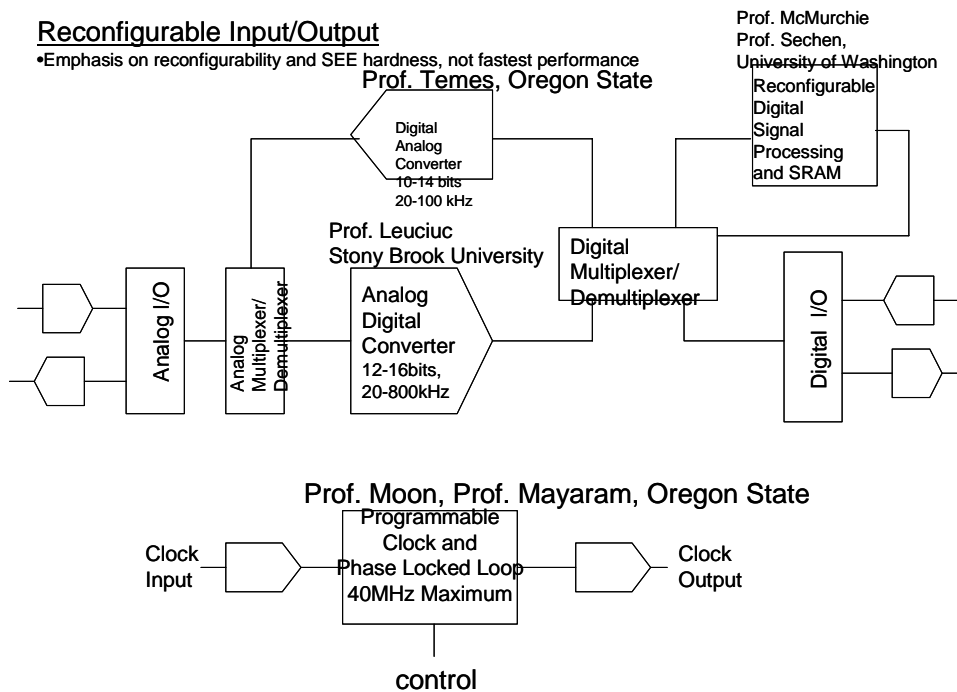 Reconfigurable Input/Output
•Emphasis on reconfigurability and SEE hardness, not fastest performance
Prof. McMurchie
Prof. Sechen,
University of Washington
Prof. Temes, Oregon State
Digital
Analog
Converter
10-14 bits
20-100 kHz
Reconfigurable
Digital
Signal
Processing
and SRAM
Prof. Leuciuc
Stony Brook University
Analog I/O
Analog
Multiplexer/
Demultiplexer
Analog
Digital
Converter
12-16bits,
20-800kHz
Digital
Multiplexer/
Demultiplexer
Digital I/O
Prof. Moon, Prof. Mayaram, Oregon State
Clock
Input
Programmable
Clock and
Phase Locked Loop
40MHz Maximum
Clock
Output
control